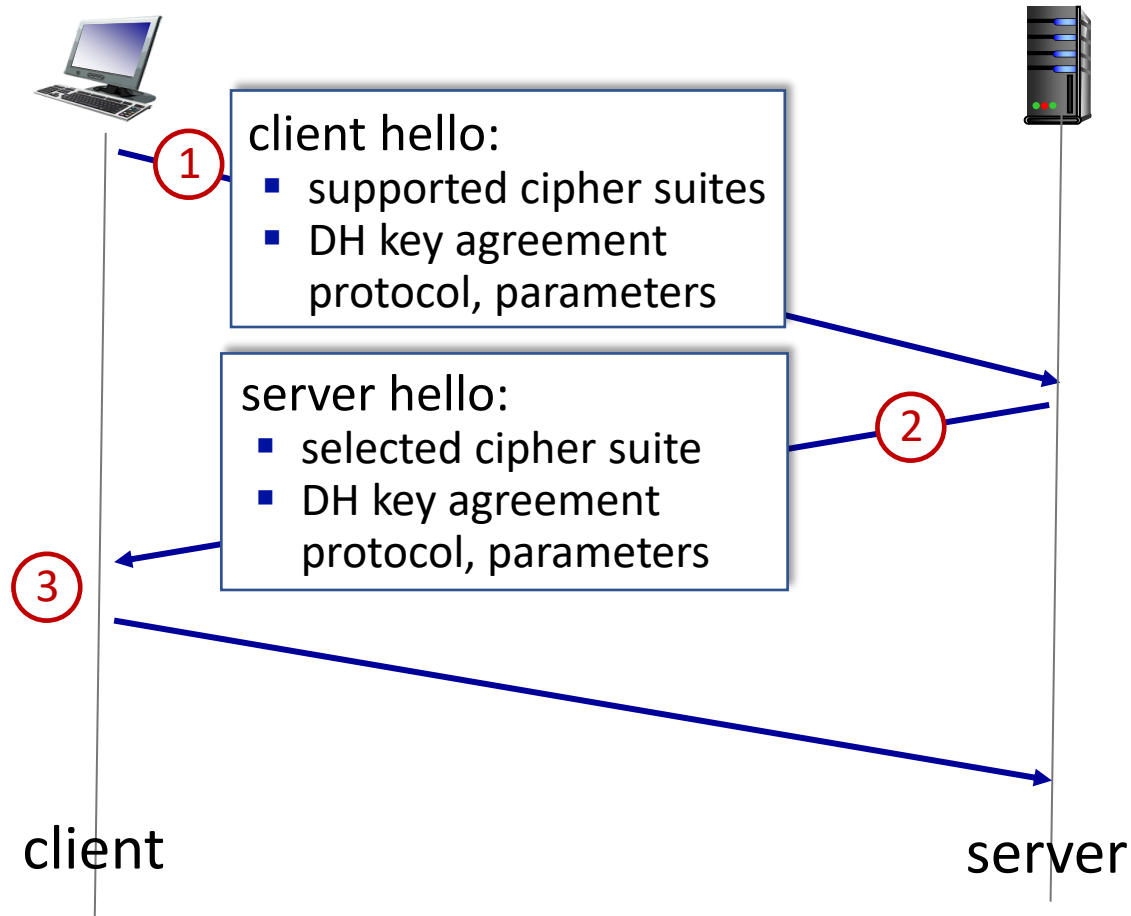 1
client hello:
▪ supported cipher suites
▪ DH key agreement
protocol, parameters
server hello:
▪ selected cipher suite
▪ DH key agreement
protocol, parameters
2
3
client
server